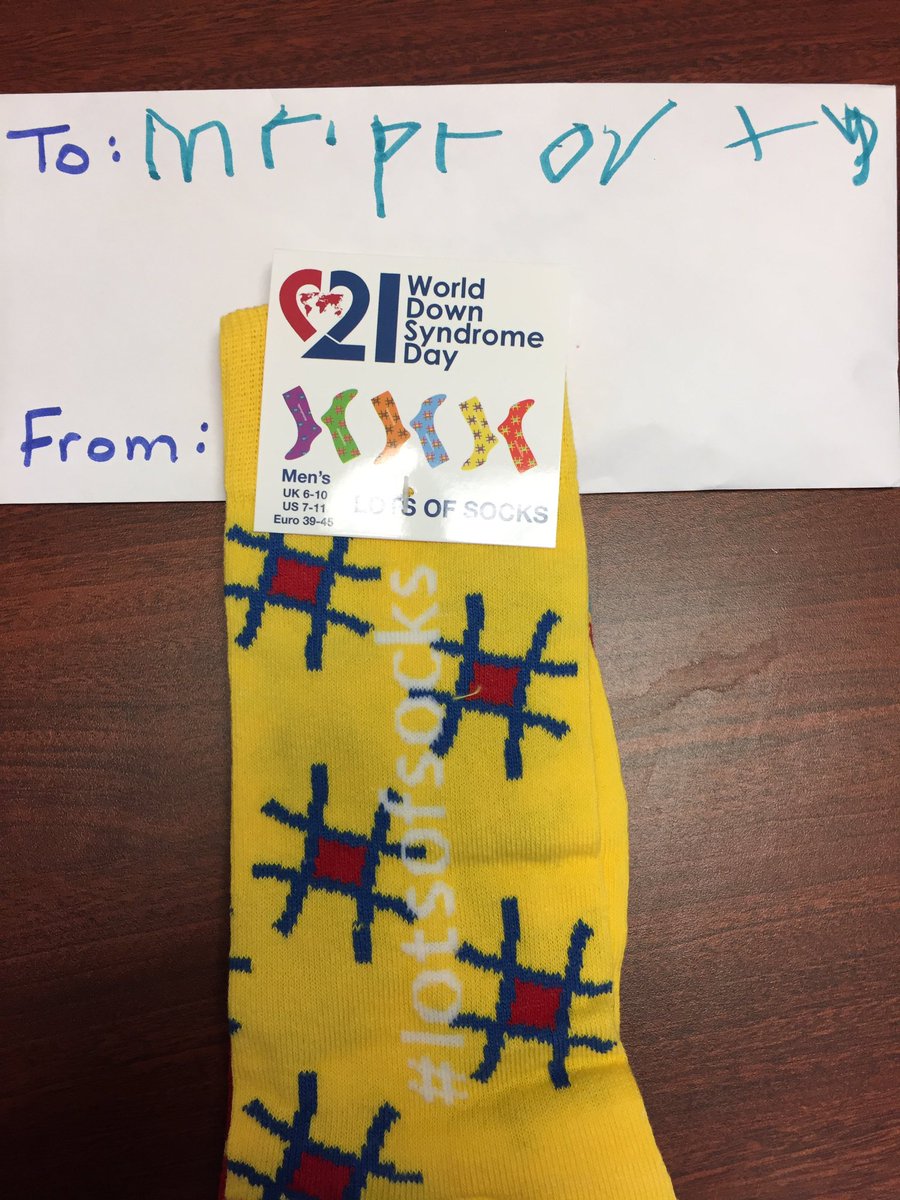 To: Mr. pr
21
World
Down
Syndrome
Day
Men's
UK 6-10
US 7-11
Euro 39-45
LOTS OF SOCKS
From:
#lotsofsocks